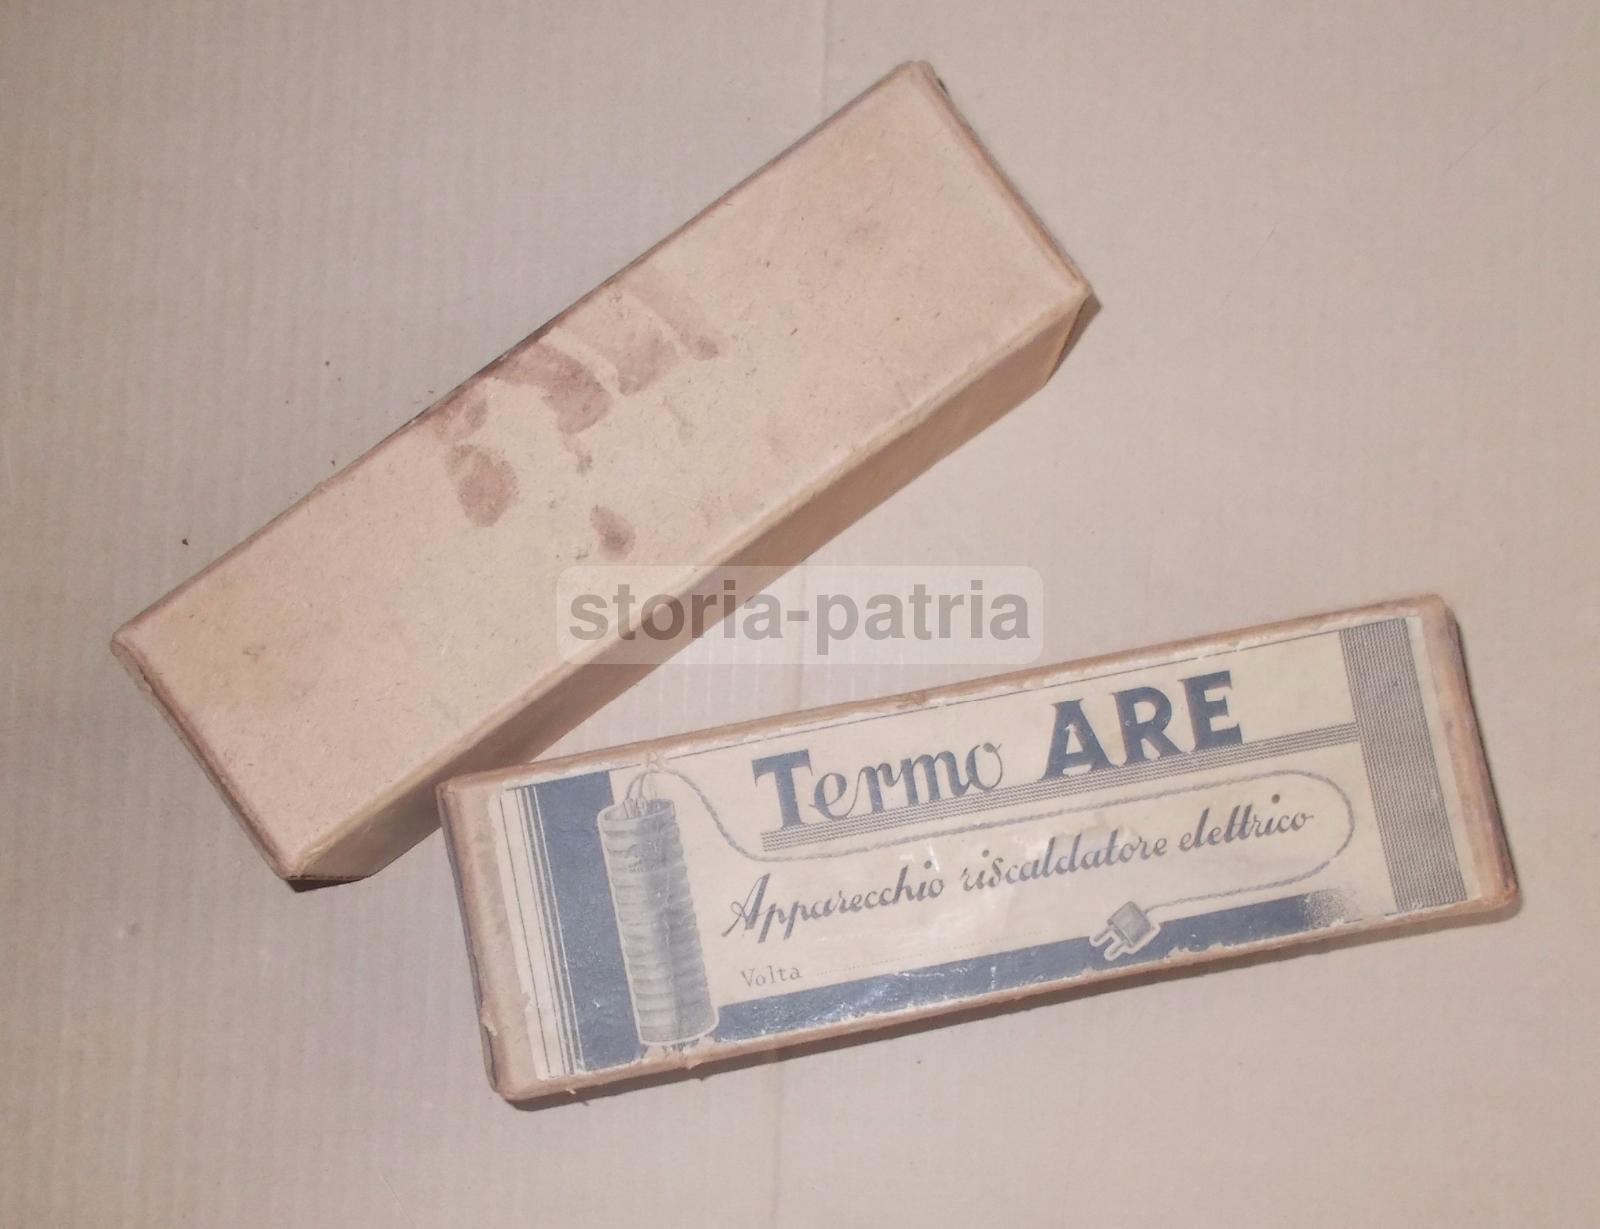 storia-patria
Termo ARE
Apparecchio riscaldatore elettrico
Volta